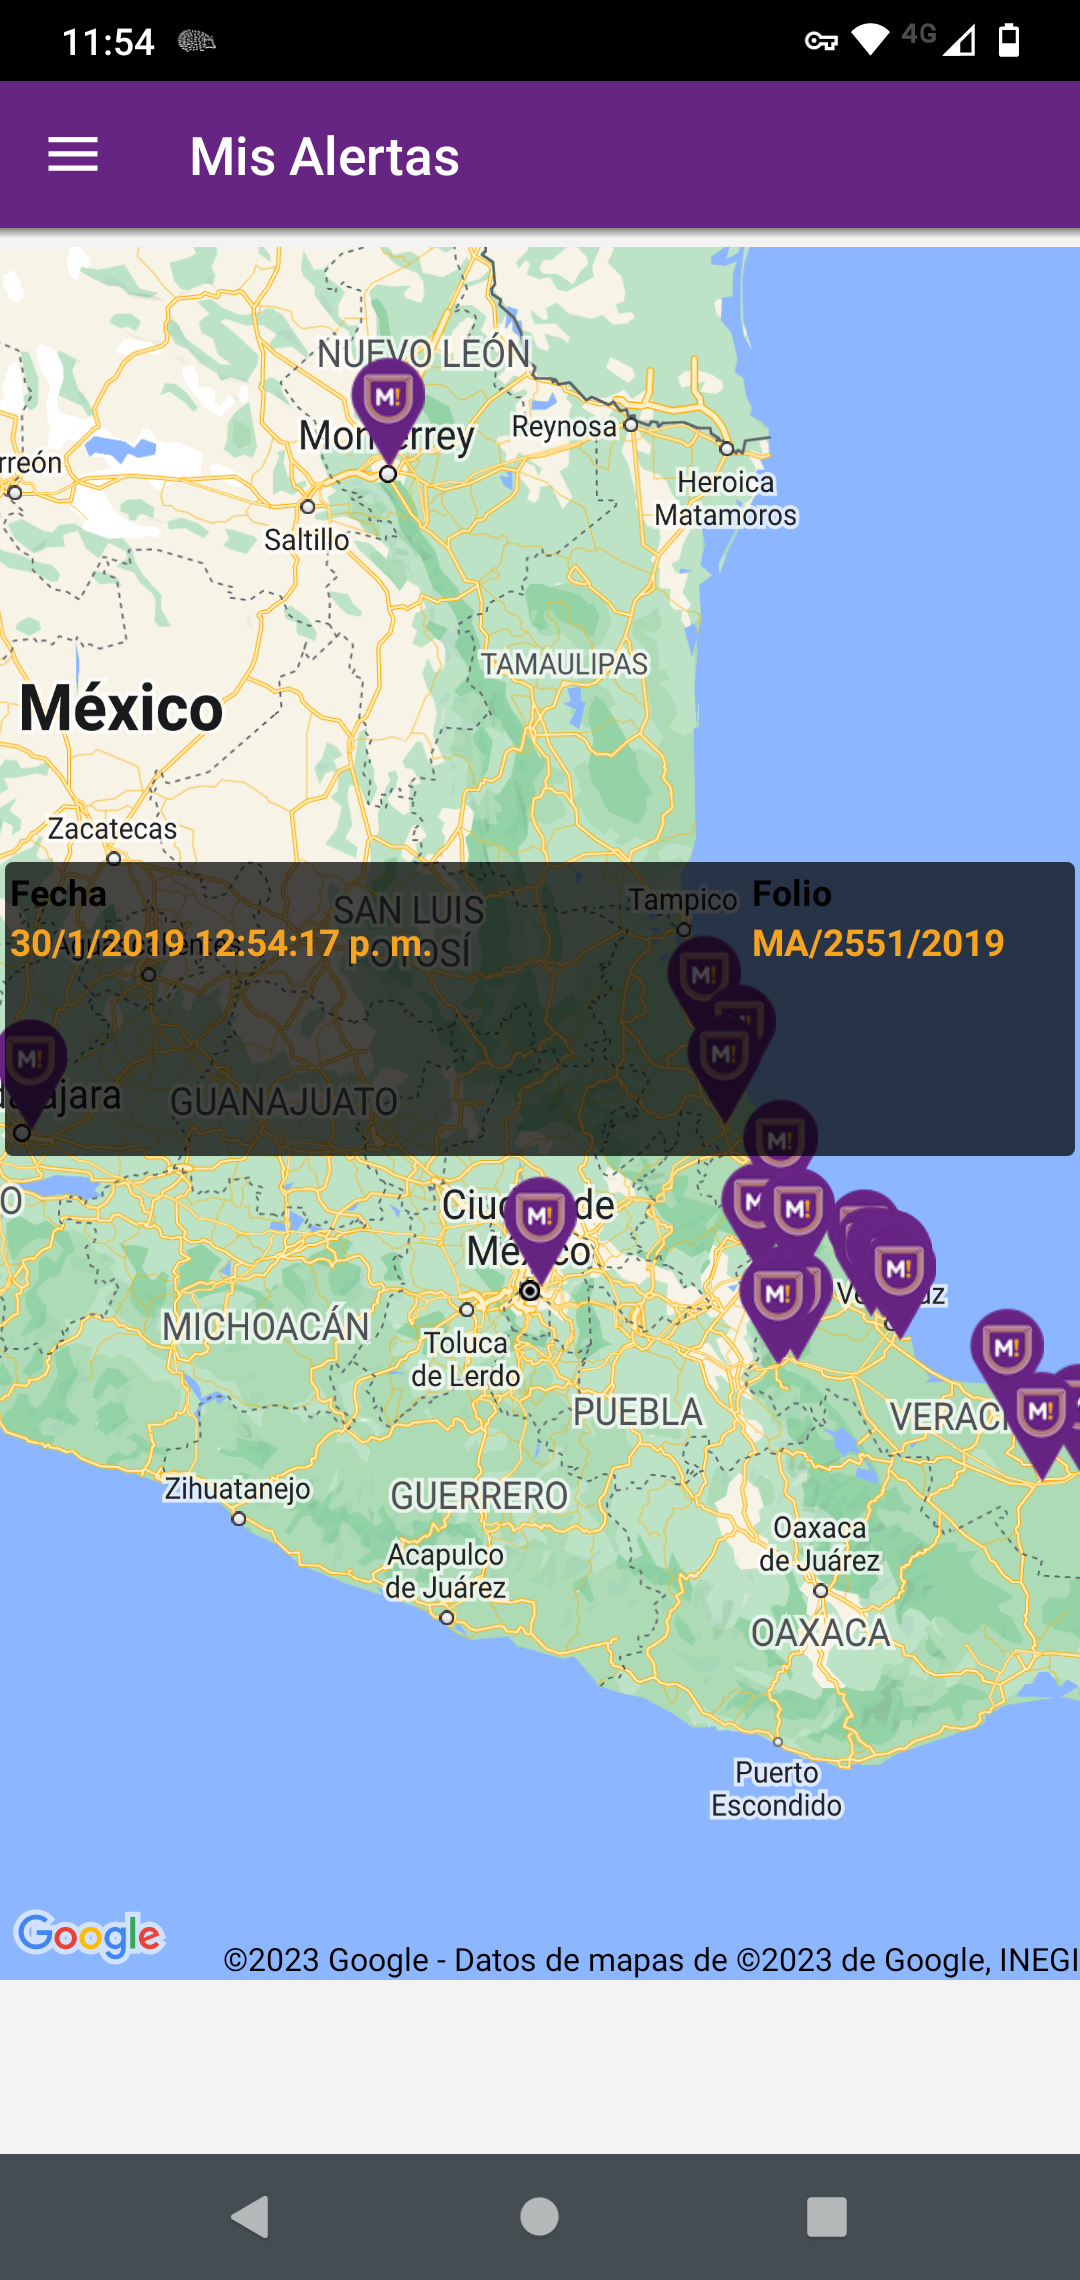 11:54
4G
Mis Alertas
NUEVO LEÓN
M!
Monterrey
Reynosa
Heroica
Matamoros
rreón
Saltillo
TAMAULIPAS
México
Zacatecas
Fecha
SAN LUIS
POTOSÍ
Tampico
Folio
30/1/2019 12:54:17 p. m.
Aguascalientes
MA/2551/2019
M!
M!
M!
M!
dalajara
GUANAJUATO
M!
O
Ciudad de
México
M!
M
M!
M!
M!
Veracruz
MICHOACÁN
Toluca
de Lerdo
M!
M!
PUEBLA
VERAC
Zihuatanejo
GUERRERO
Oaxaca
de Juárez
Acapulco
de Juárez
OAXACA
Puerto
Escondido
Google
©2023 Google - Datos de mapas de ©2023 de Google, INEGI